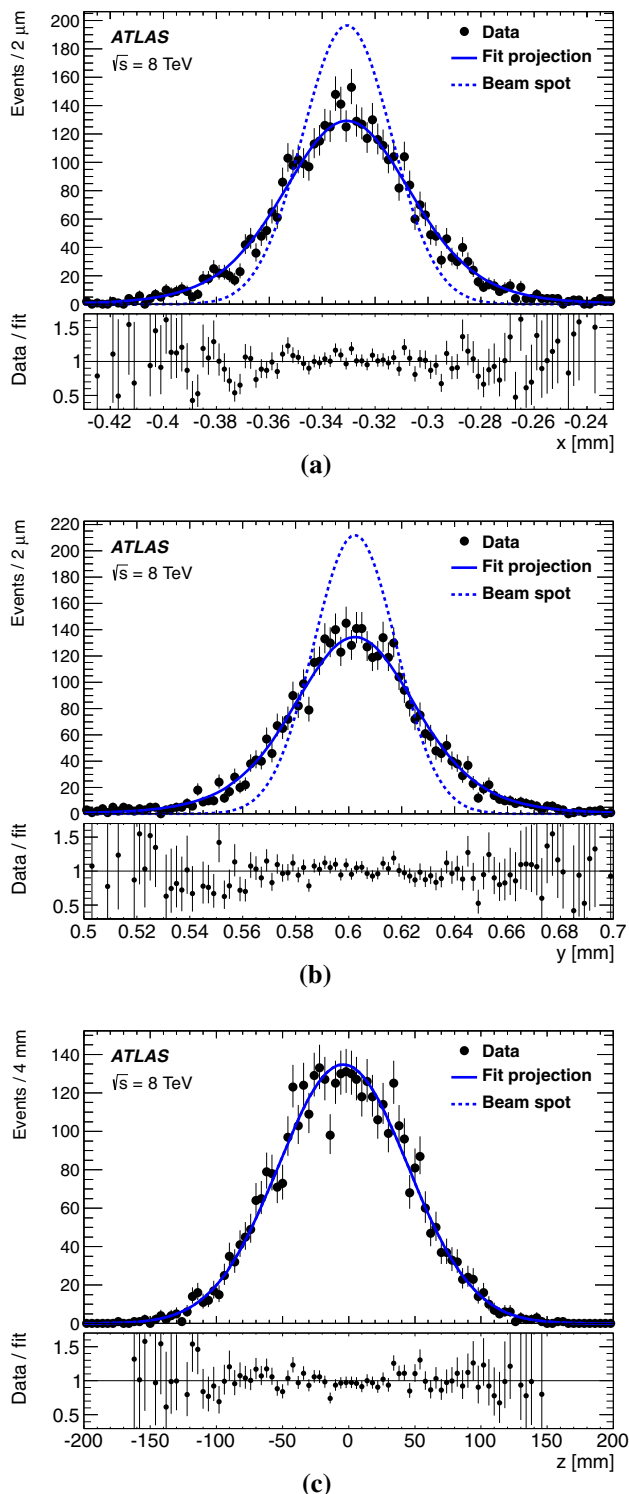 Events / 2 μm
200
180
160
140
120
100
80
60
40
20
0
ATLAS
√s = 8 TeV
Data
Fit projection
Beam spot
Data / fit
1.5
1
0.5
-0.42 -0.4 -0.38 -0.36 -0.34 -0.32 -0.3 -0.28 -0.26 -0.24
x [mm]
(a)
Events / 2 μm
220
200
180
160
140
120
100
80
60
40
20
0
ATLAS
√s = 8 TeV
Data
Fit projection
Beam spot
Data / fit
1.5
1
0.5
0.5 0.52 0.54 0.56 0.58 0.6 0.62 0.64 0.66 0.68 0.7
y [mm]
(b)
Events / 4 mm
140
120
100
80
60
40
20
0
ATLAS
√s = 8 TeV
Data
Fit projection
Beam spot
Data / fit
1.5
1
0.5
-200 -150 -100 -50 0 50 100 150 200
z [mm]
(c)